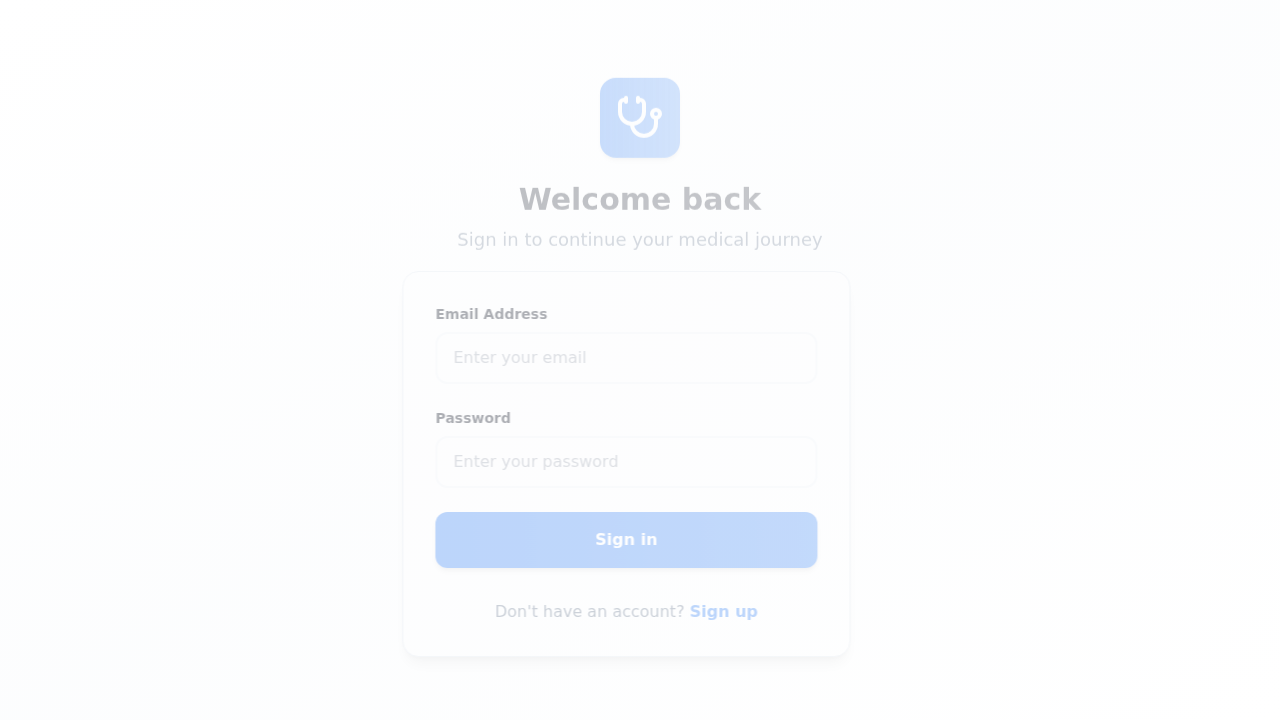 Welcome back
Sign in to continue your medical journey
Email Address
Enter your email
Password
Enter your password
Sign in
Don't have an account? Sign up